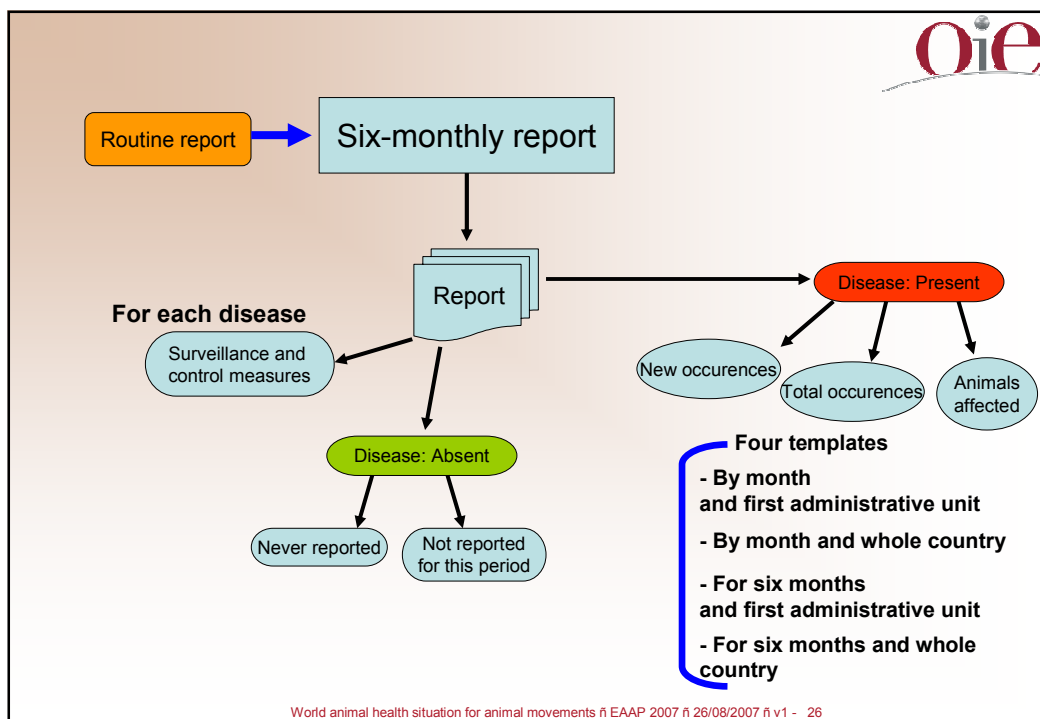 oie
Routine report
Six-monthly report
Report
Disease: Present
For each disease
Surveillance and
control measures
New occurences
Total occurences
Animals
affected
Disease: Absent
Never reported
Not reported
for this period
Four templates
- By month
and first administrative unit
- By month and whole country
- For six months
and first administrative unit
- For six months and whole
country
World animal health situation for animal movements ñ EAAP 2007 ñ 26/08/2007 ñ v1 - 26